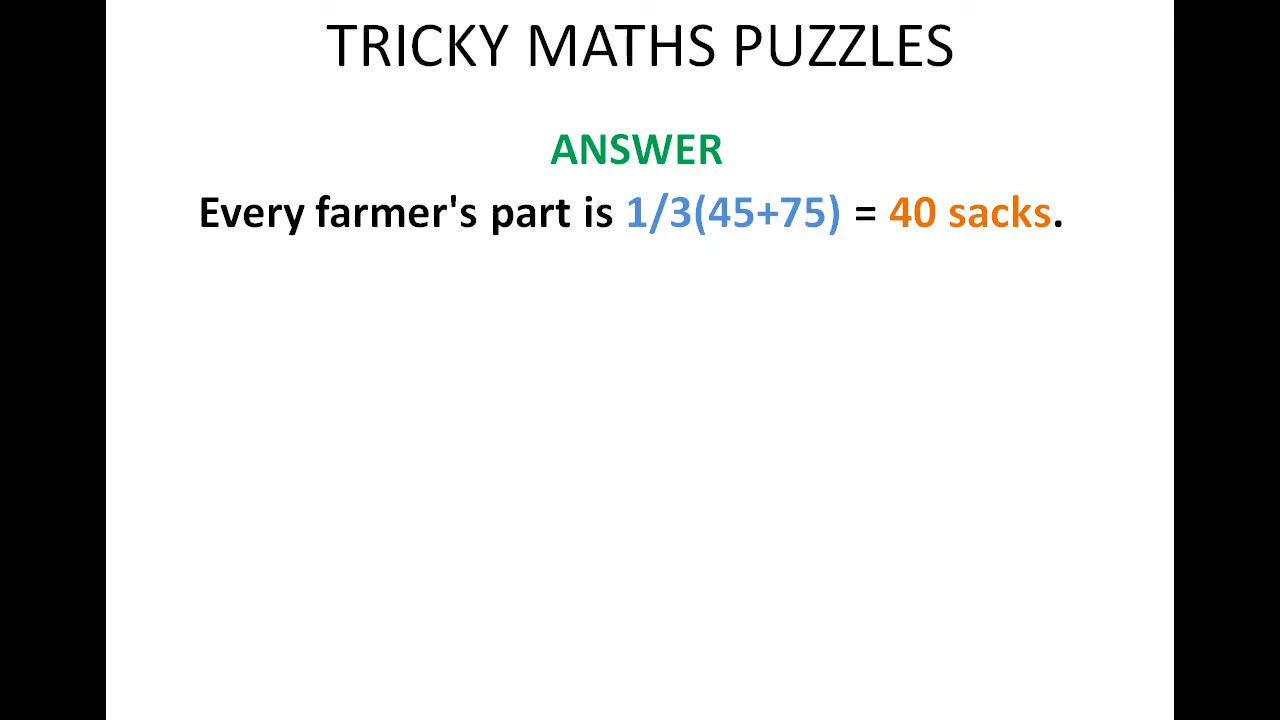 TRICKY MATHS PUZZLES
ANSWER
Every farmer's part is 1/3(45+75) = 40 sacks.